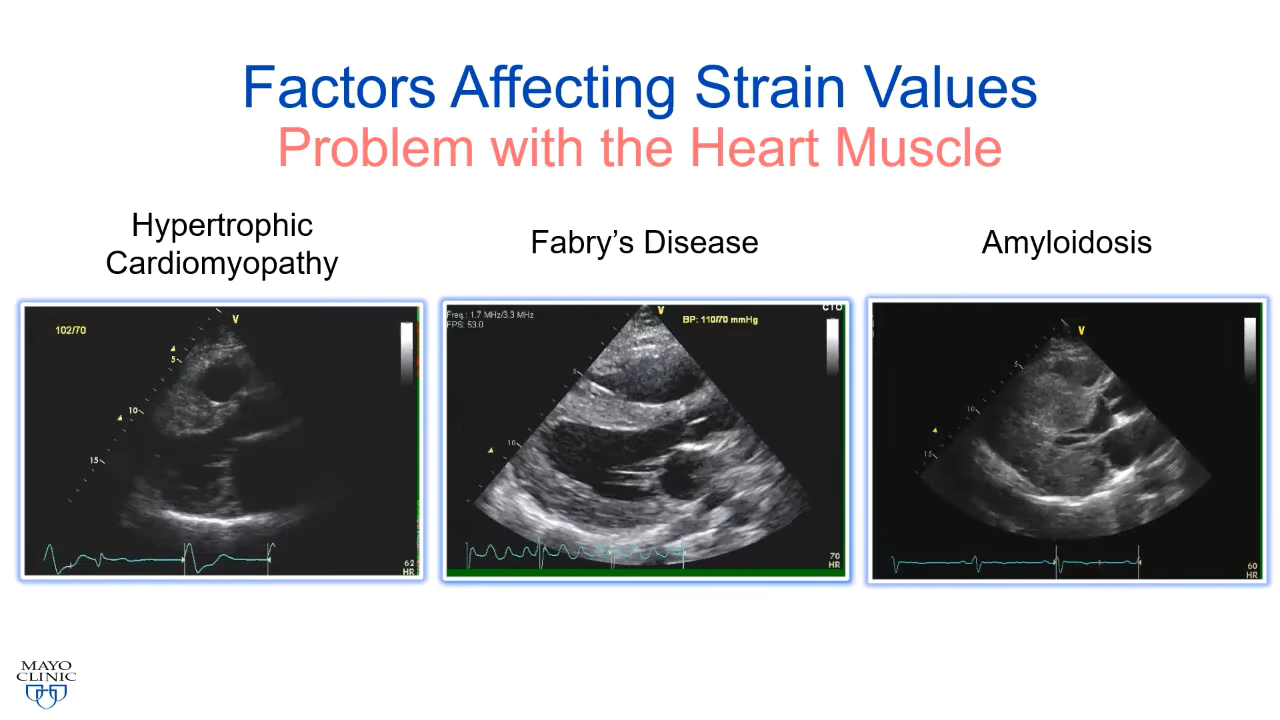 Factors Affecting Strain Values
Problem with the Heart Muscle
Hypertrophic
Cardiomyopathy
Fabry’s Disease
Amyloidosis
102/70
V
5
10
15
62
HR
Freq.: 1.7 MHz/3.3 MHz
FPS: 53.0
V
BP: 110/70 mmHg
5
10
70
HR
V
5
10
15
60
HR
MAYO
CLINIC